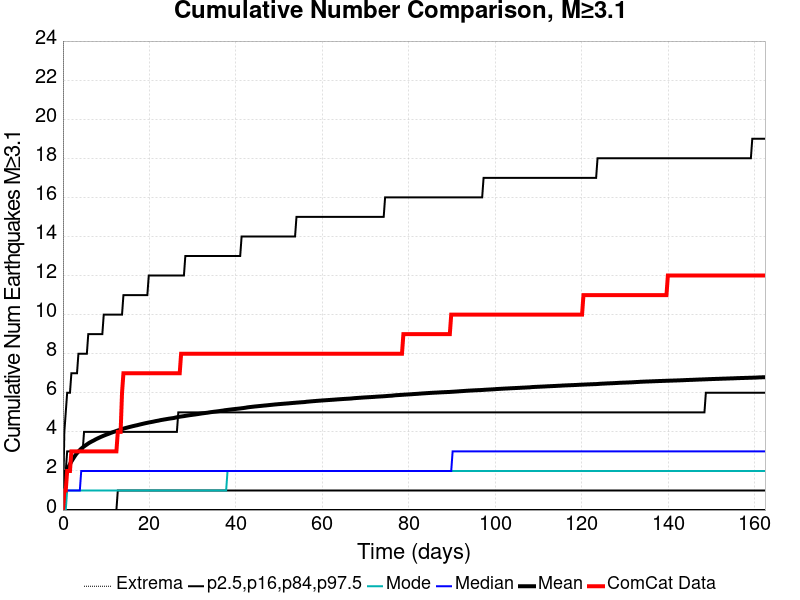 Cumulative Number Comparison, M≥3.1
Cumulative Num Earthquakes M≥3.1
24
22
20
18
16
14
12
10
8
6
4
2
0
0 20 40 60 80 100 120 140 160
Time (days)
Extrema p2.5,p16,p84,p97.5 Mode Median Mean ComCat Data